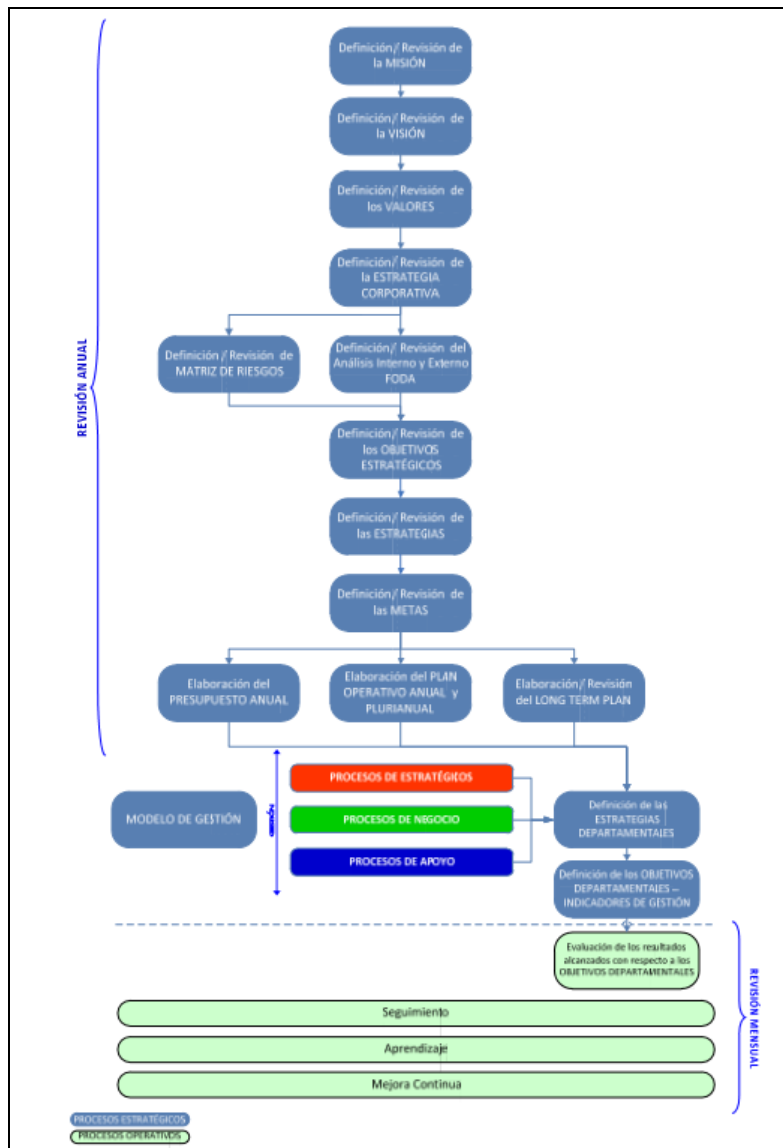 Definición/ Revisión de
la MISIÓN
Definición/ Revisión de
la VISIÓN
Definición/ Revisión de
los VALORES
Definición/ Revisión de
la ESTRATEGIA
CORPORATIVA
Definición/ Revisión de
MATRIZ DE RIESGOS
Definición/ Revisión del
Análisis Interno y Externo
FODA
Definición/ Revisión de
los OBJETIVOS
ESTRATÉGICOS
Definición/ Revisión de
las ESTRATEGIAS
Definición/ Revisión de
las METAS
Elaboración del
PRESUPUESTO ANUAL
Elaboración del PLAN
OPERATIVO ANUAL y
PLURIANUAL
Elaboración/ Revisión
del LONG TERM PLAN
REVISIÓN ANUAL
MODELO DE GESTIÓN
PROCESOS DE ESTRATÉGICOS
PROCESOS DE NEGOCIO
PROCESOS DE APOYO
Definición de las
ESTRATEGIAS
DEPARTAMENTALES
Definición de los OBJETIVOS
DEPARTAMENTALES –
INDICADORES DE GESTIÓN
Evaluación de los resultados
alcanzados con respecto a los
OBJETIVOS DEPARTAMENTALES
REVISIÓN MENSUAL
Seguimiento
Aprendizaje
Mejora Continua
PROCESOS ESTRATÉGICOS
PROCESOS OPERATIVOS